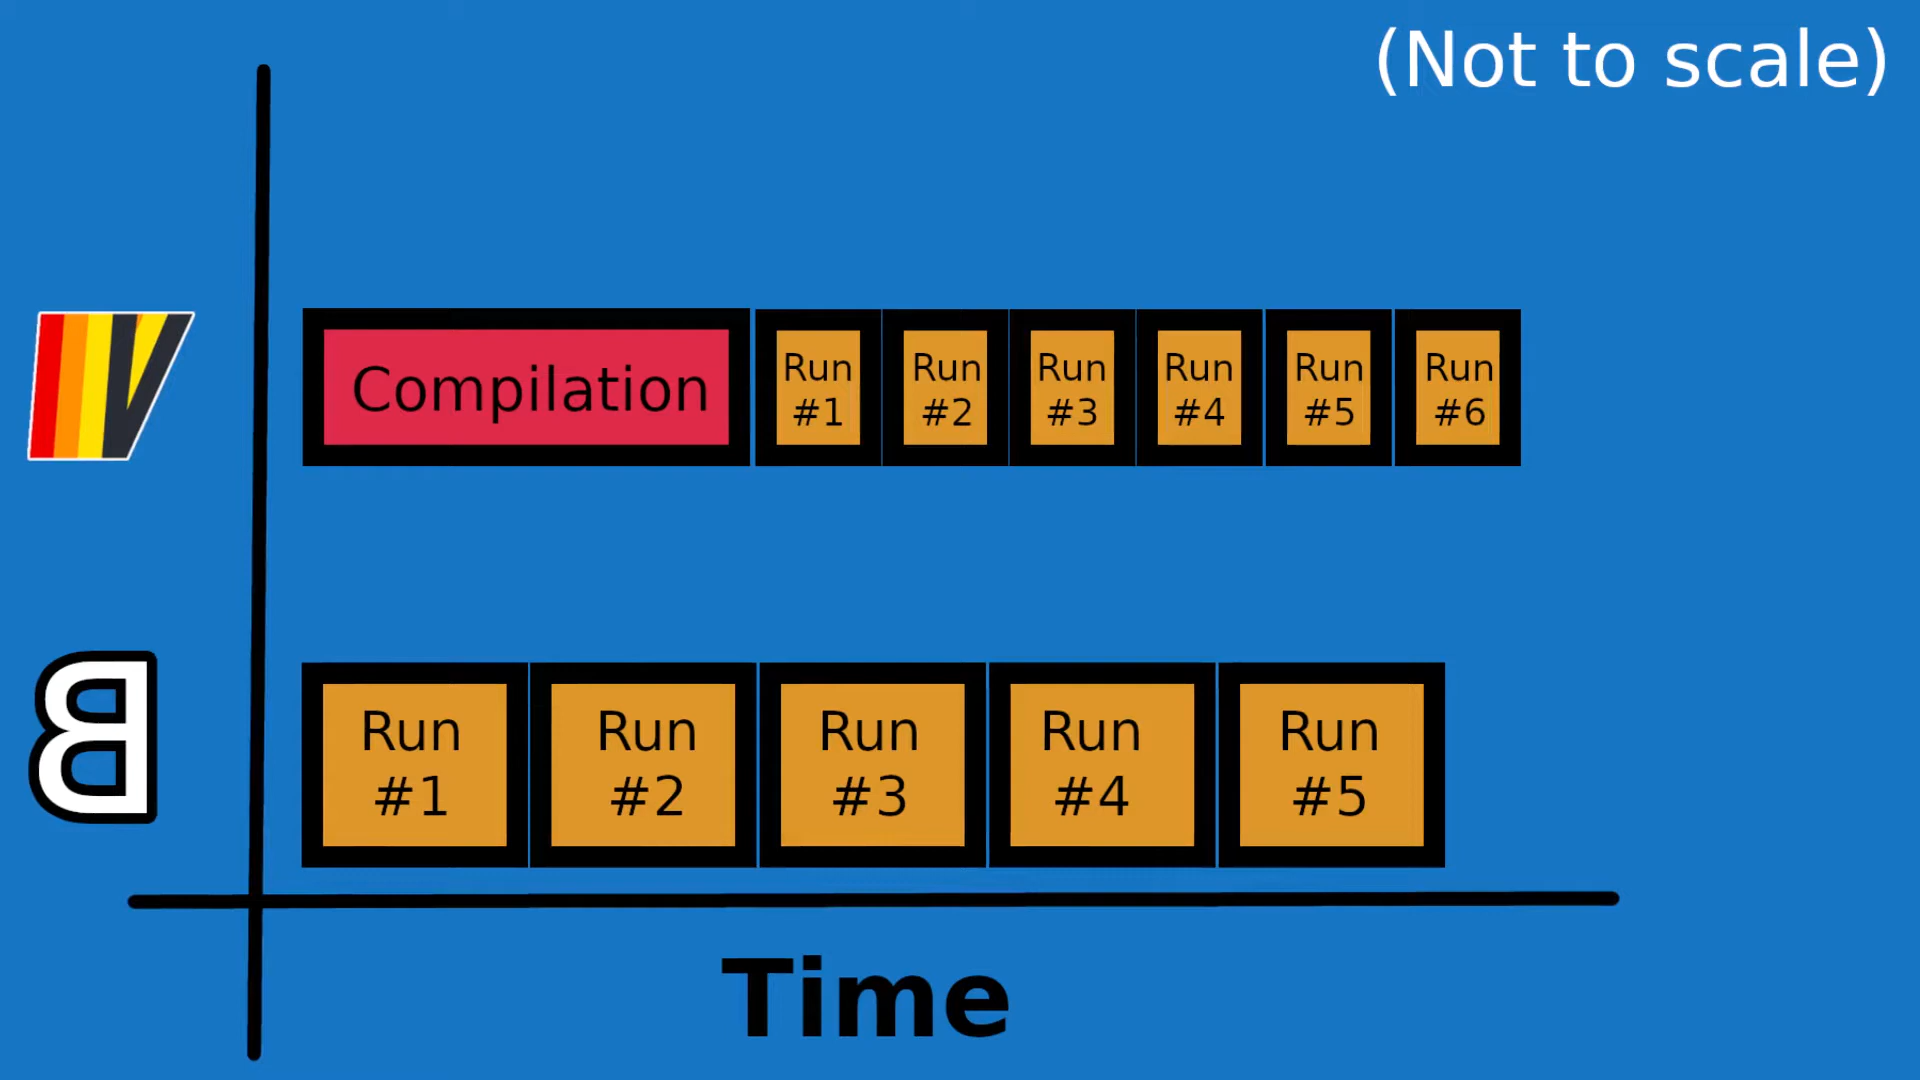 (Not to scale)
Compilation
Run
#1
Run
#2
Run
#3
Run
#4
Run
#5
Run
#6
Run
#1
Run
#2
Run
#3
Run
#4
Run
#5
Time